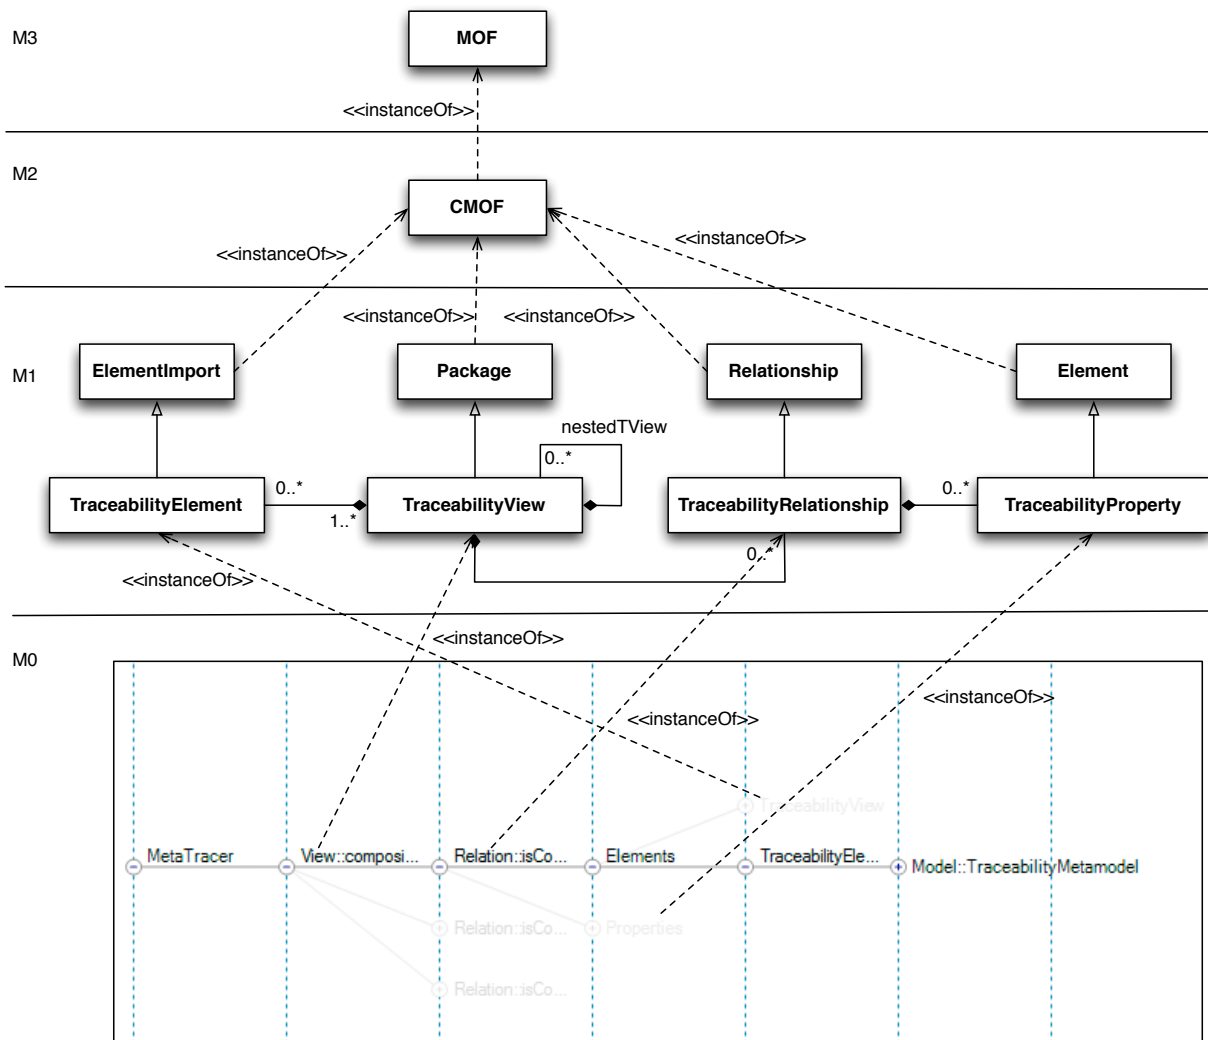 M3
MOF
<<instanceOf>>
M2
CMOF
<<instanceOf>>
<<instanceOf>>
<<instanceOf>>
<<instanceOf>>
M1
ElementImport
Package
Relationship
Element
nestedTView
0..*
TraceabilityElement
0..*
1..*
TraceabilityView
TraceabilityRelationship
0..*
TraceabilityProperty
0..*
<<instanceOf>>
<<instanceOf>>
M0
<<instanceOf>>
<<instanceOf>>
TraceabilityView
MetaTracer
View::composi...
Relation::isCo...
Elements
TraceabilityEle...
Model::TraceabilityMetamodel
Relation::isCo...
Properties
Relation::isCo...